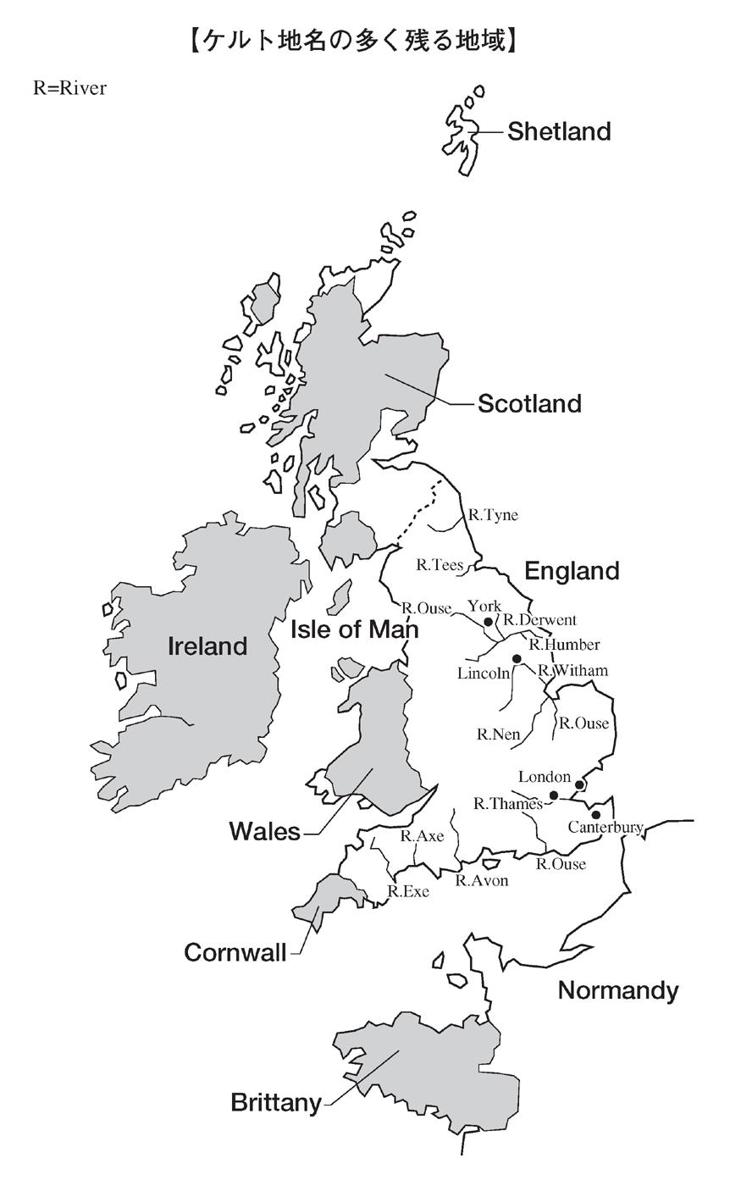 【ケルト地名の多く残る地域】
R=River
Shetland
Scotland
R.Tyne
R.Tees
England
R.Ouse
York
R.Derwent
Isle of Man
Ireland
R.Humber
Lincoln
R.Witham
R.Nen
R.Ouse
London
R.Thames
Canterbury
Wales
R.Axe
R.Ouse
R.Avon
R.Exe
Cornwall
Normandy
Brittany